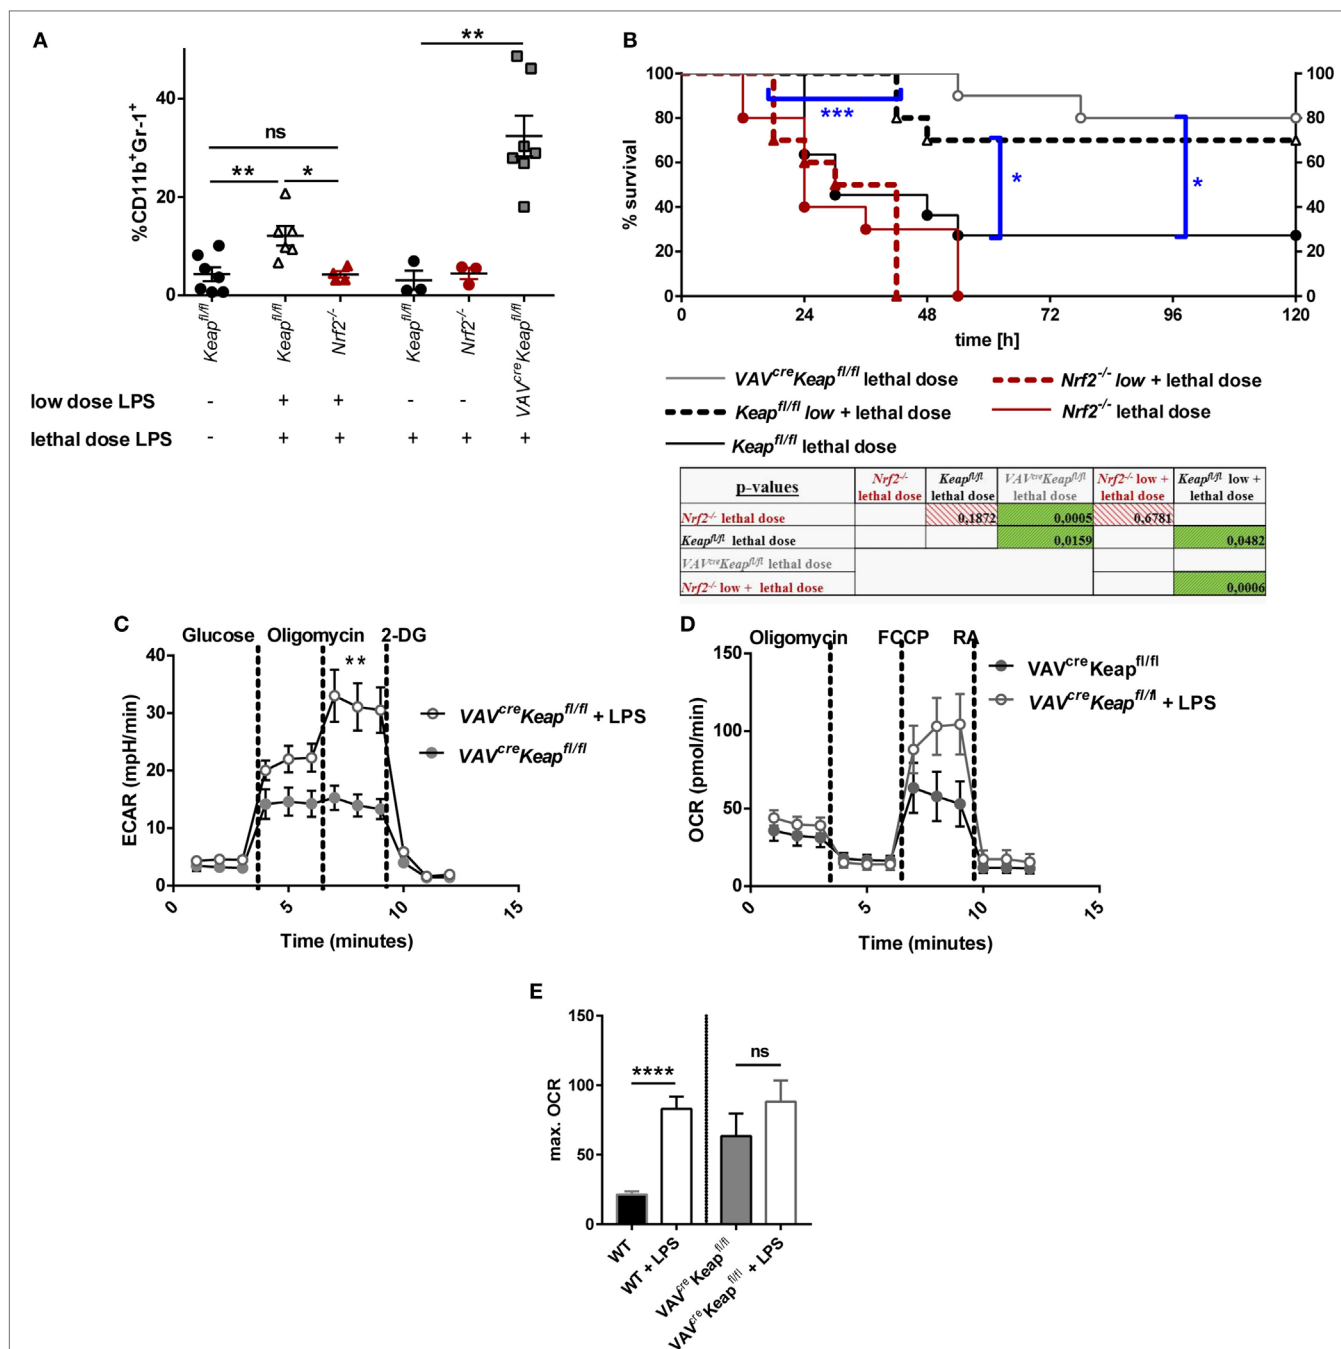 A
**
40
ns
**
*
20
0
%CD11b+Gr-1+
Keapfl/fl
Keapfl/fl
Nrf2-/-
Keapfl/fl
Nrf2-/-
VAVcreKeapfl/fl
low dose LPS - + + - -
lethal dose LPS - + + + + +
B
100
80
60
40
20
0
% survival
***
*
*
100
80
60
40
20
0
0 24 48 72 96 120
time [h]
VAVcreKeapfl/fl lethal dose
Nrf2-/- low + lethal dose
Keapfl/fl low + lethal dose
Nrf2-/- lethal dose
Keapfl/fl lethal dose
p-values
Nrf2-/- lethal dose
Keapfl/fl lethal dose
VAVcreKeapfl/fl lethal dose
Nrf2-/- low + lethal dose
Keapfl/fl low + lethal dose
Nrf2-/- lethal dose 0,1872 0,0005 0,6781
Keapfl/fl lethal dose 0,0159 0,0482
VAVcreKeapfl/fl lethal dose
Nrf2-/- low + lethal dose 0,0006
C
Glucose Oligomycin 2-DG
40
30
20
10
0
ECAR (mpH/min)
**
VAVcreKeapfl/fl + LPS
VAVcreKeapfl/fl
0 5 10 15
Time (minutes)
D
Oligomycin FCCP RA
150
100
50
0
OCR (pmol/min)
VAVcreKeapfl/fl
VAVcreKeapfl/fl + LPS
0 5 10 15
Time (minutes)
E
150
100
50
0
max. OCR
****
ns
WT
WT + LPS
VAVcreKeapfl/fl
VAVcreKeapfl/fl + LPS